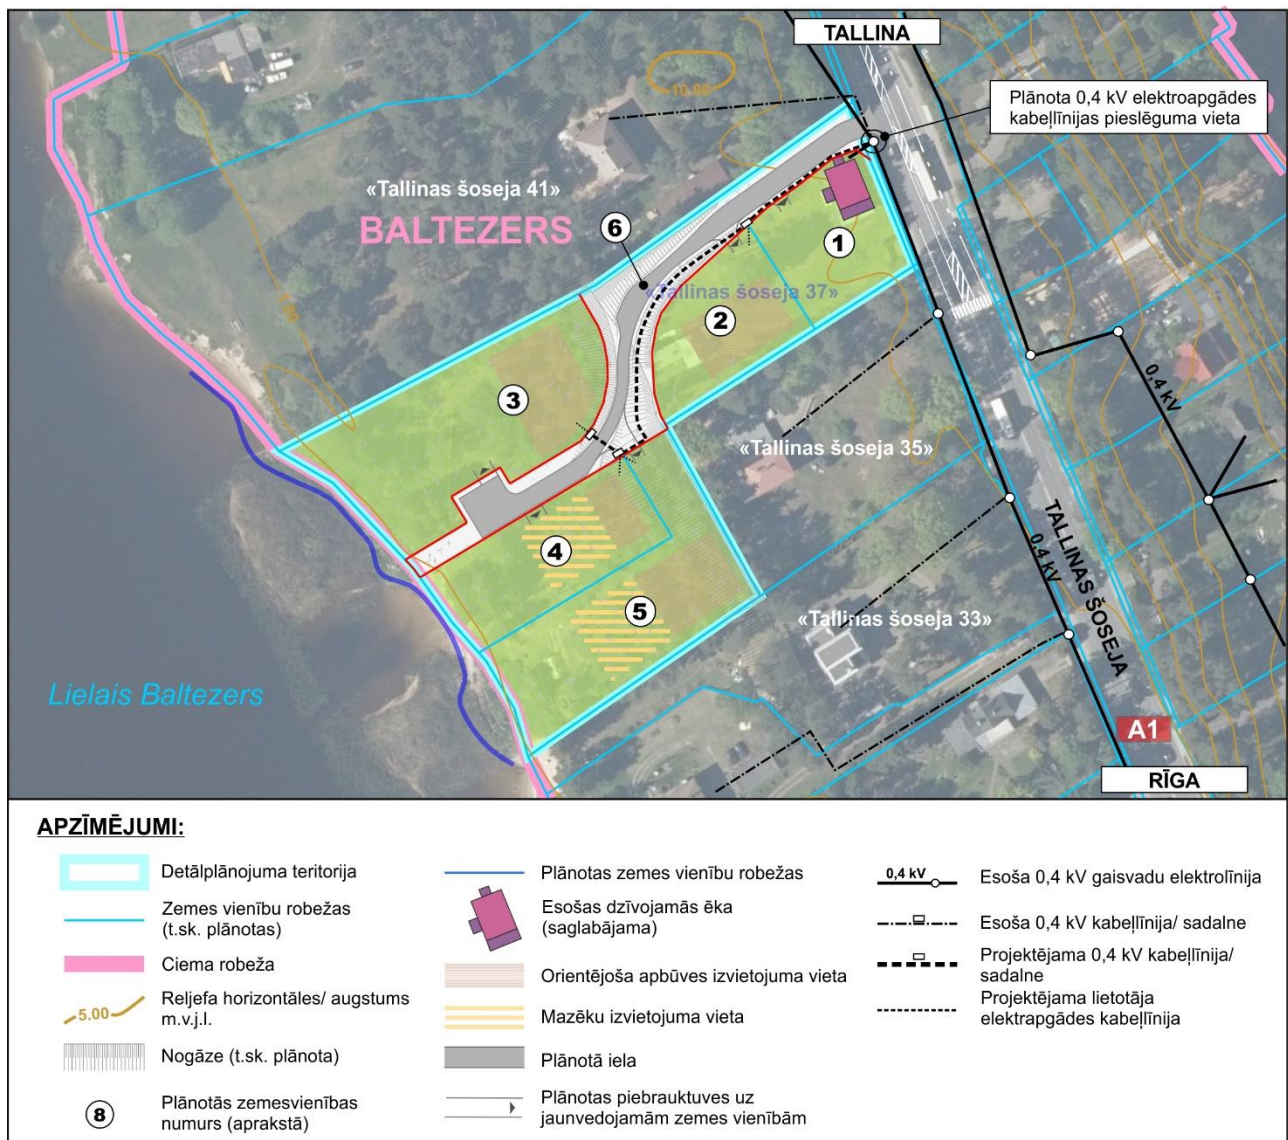 TALLINA
Plānota 0,4 kV elektroapgādes
kabeļlīnijas pieslēguma vieta
10.00
«Tallinas šoseja 41»
BALTEZERS
6
1
1.00
«Tallinas šoseja 37»
2
3
0,4 kV
«Tallinas šoseja 35»
4
0,4 kV
TALLINAS ŠOSEJA
5
«Tallinas šoseja 33»
Lielais Baltezers
A1
RĪGA
APZĪMĒJUMI:
Detālplānojuma teritorija
Zemes vienību robežas
(t.sk. plānotas)
Ciema robeža
5.00
Reljefa horizontāles/ augstums
m.v.j.l.
Nogāze (t.sk. plānota)
8
Plānotās zemesvienības
numurs (aprakstā)
Plānotas zemes vienību robežas
Esošas dzīvojamās ēka
(saglabājama)
Orientējoša apbūves izvietojuma vieta
Mazēku izvietojuma vieta
Plānotā iela
Plānotas piebrauktuves uz
jaunvedojamām zemes vienībām
0,4 kV
Esoša 0,4 kV gaisvadu elektrolīnija
Esoša 0,4 kV kabeļlīnija/ sadalne
Projektējama 0,4 kV kabeļlīnija/
sadalne
Projektējama lietotāja
elektrapgādes kabeļlīnija